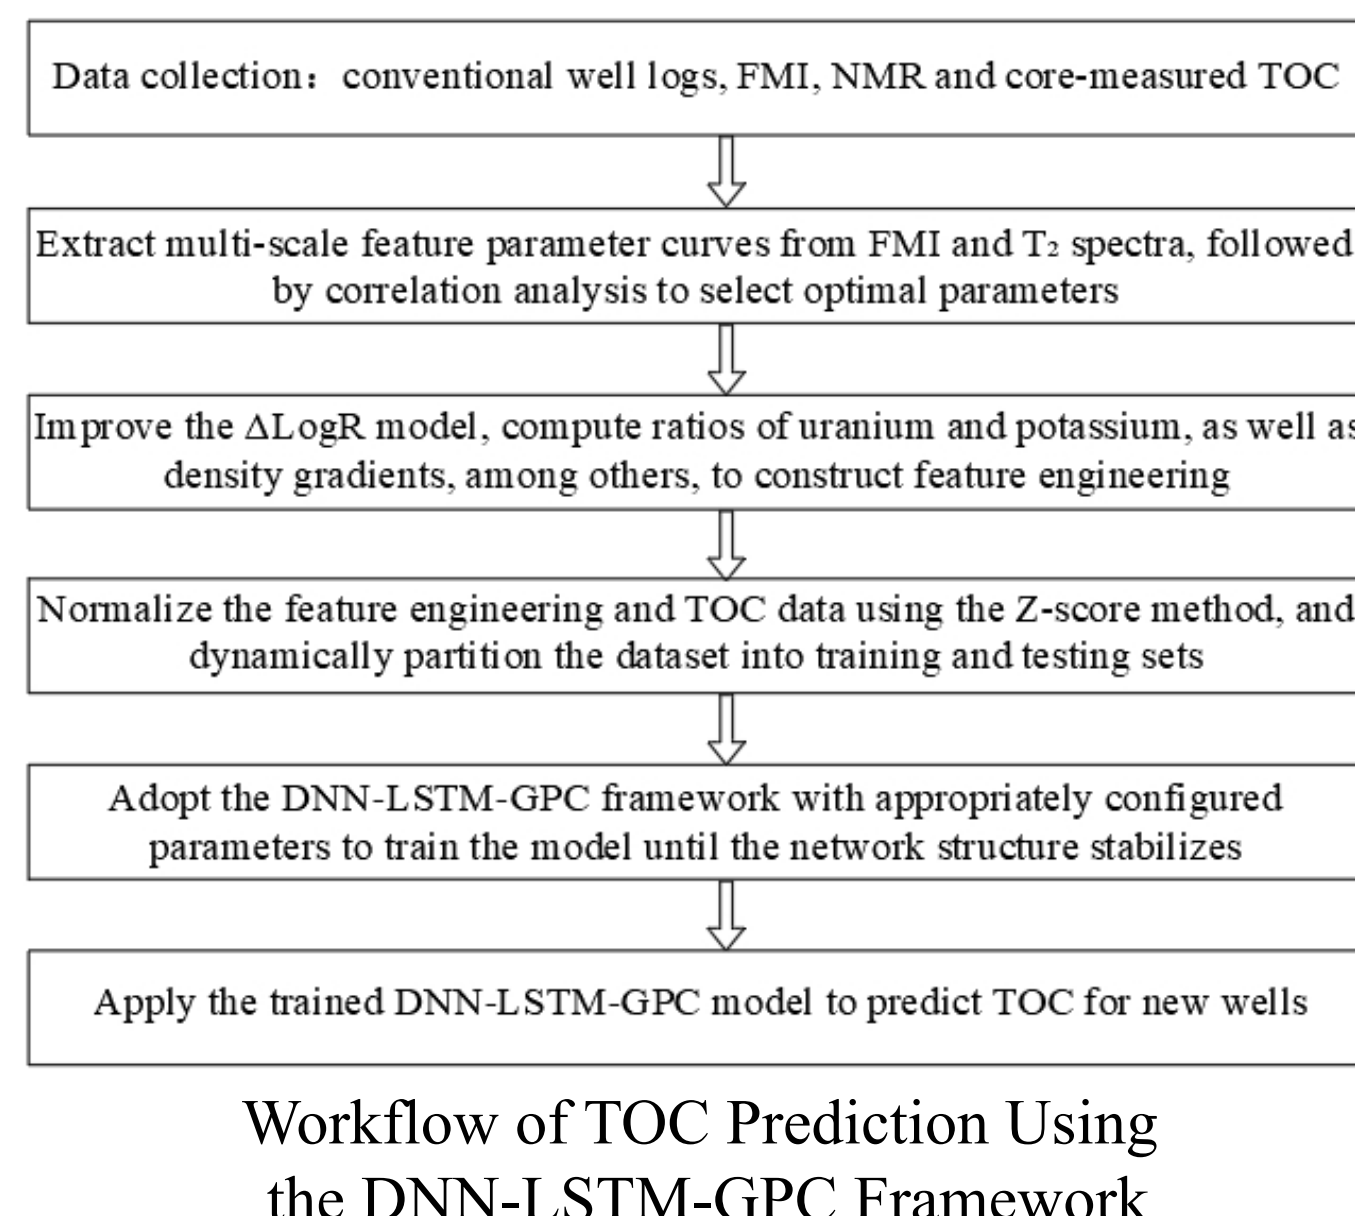 Data collection：conventional well logs, FMI, NMR and core-measured TOC
Extract multi-scale feature parameter curves from FMI and T₂ spectra, followed
by correlation analysis to select optimal parameters
Improve the ΔLogR model, compute ratios of uranium and potassium, as well as
density gradients, among others, to construct feature engineering
Normalize the feature engineering and TOC data using the Z-score method, and
dynamically partition the dataset into training and testing sets
Adopt the DNN-LSTM-GPC framework with appropriately configured
parameters to train the model until the network structure stabilizes
Apply the trained DNN-LSTM-GPC model to predict TOC for new wells
Workflow of TOC Prediction Using
the DNN-LSTM-GPC Framework